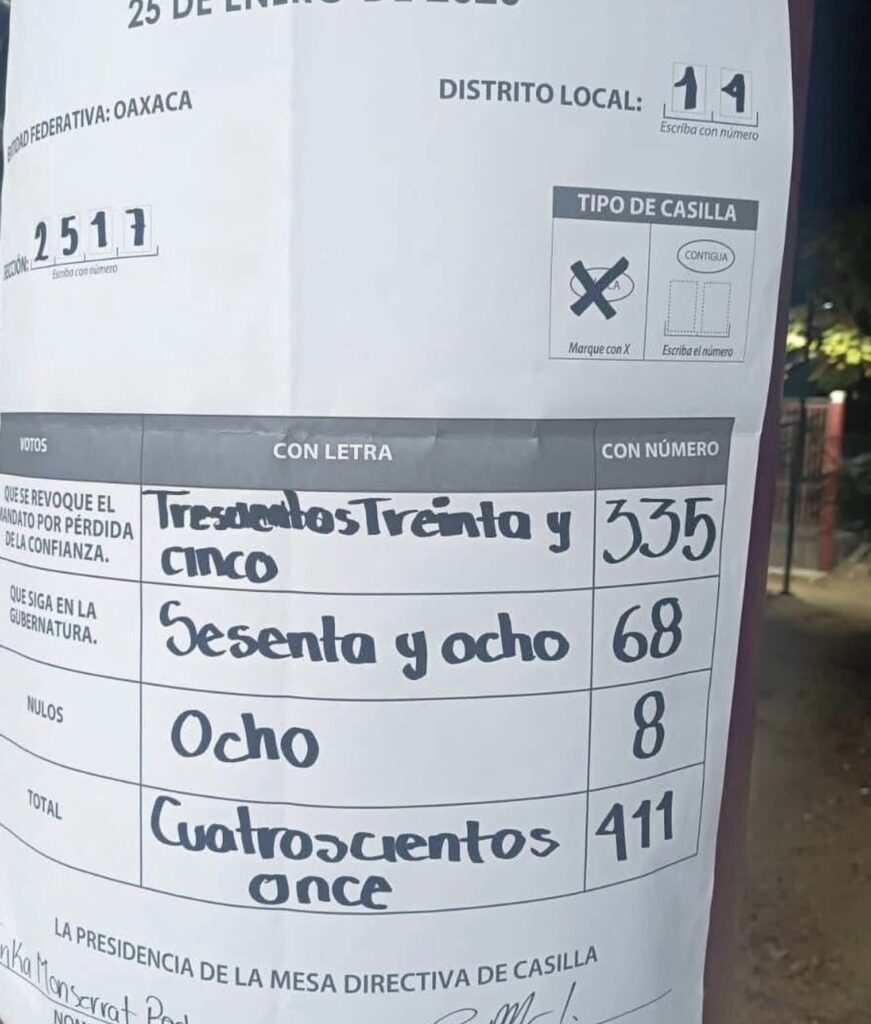 25 DE ENERO DE
DISTRITO LOCAL: 11
Escriba con número
ENTIDAD FEDERATIVA: OAXACA
SECCIÓN: 2517
Escriba con número
TIPO DE CASILLA
CONTIGUA
Marque con X
Escriba el número
VOTOS
CON LETRA
CON NÚMERO
QUE SE REVOQUE EL
MANDATO POR PÉRDIDA
DE LA CONFIANZA.
Trescientos Treinta y
cinco
335
QUE SIGA EN LA
GUBERNATURA.
Sesenta y ocho
68
NULOS
Ocho
8
TOTAL
Cuatroscientos
once
411
LA PRESIDENCIA DE LA MESA DIRECTIVA DE CASILLA
Monserrat